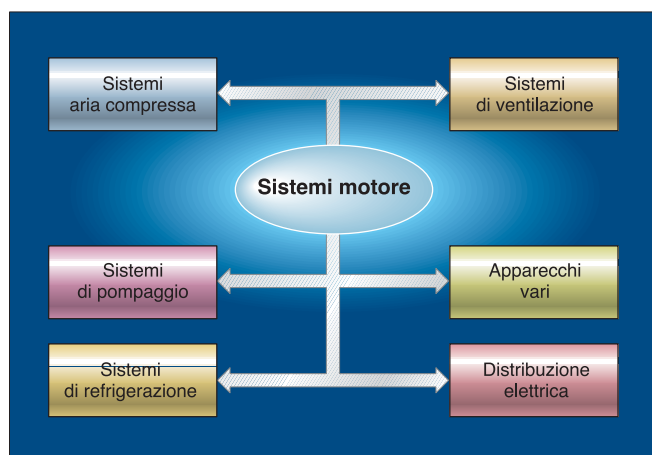 Sistemi
aria compressa
Sistemi
di ventilazione
Sistemi motore
Sistemi
di pompaggio
Apparecchi
vari
Sistemi
di refrigerazione
Distribuzione
elettrica